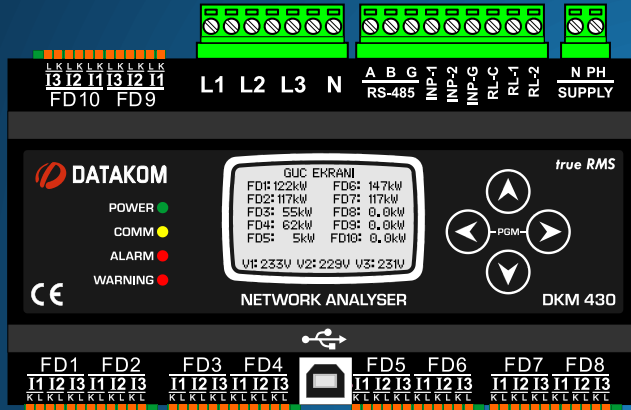 L K L K L K L K L K L K
I3 I2 I1 I3 I2 I1
FD10 FD9
L1 L2 L3 N
A B G
RS-485
INP-1
INP-2
INP-G
RL-C
RL-1
RL-2
N PH
SUPPLY
DATAKOM
true RMS
POWER
COMM
ALARM
WARNING
CE
GUC EKRANI
FD1: 122kW FD6: 147kW
FD2: 117kW FD7: 117kW
FD3: 55kW FD8: 0.0kW
FD4: 62kW FD9: 0.0kW
FD5: 5kW FD10: 0.0kW
V1: 233V V2: 229V V3: 231V
PGM
NETWORK ANALYSER
DKM 430
FD1 FD2 FD3 FD4 FD5 FD6 FD7 FD8
I1 I2 I3 I1 I2 I3 I1 I2 I3 I1 I2 I3 I1 I2 I3 I1 I2 I3 I1 I2 I3 I1 I2 I3
K L K L K L K L K L K L K L K L K L K L K L K L K L K L K L K L K L K L K L K L K L K L K L K L